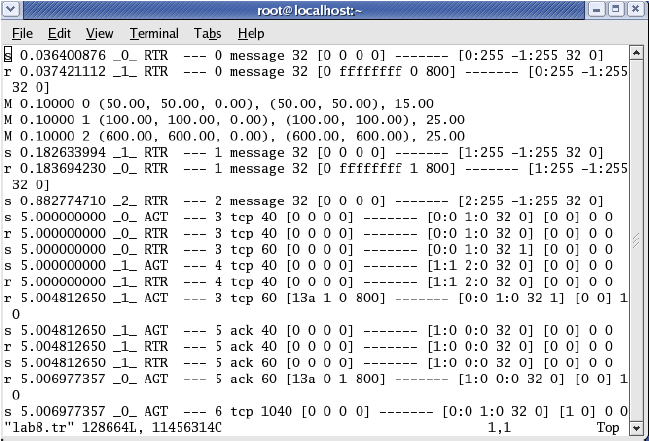 root@localhost:~
File Edit View Terminal Tabs Help
s 0.036400876 _0_ RTR  --- 0 message 32 [0 0 0 0] ------- [0:255 -1:255 32 0]
r 0.037421112 _1_ RTR  --- 0 message 32 [0 ffffffff 0 800] ------- [0:255 -1:255
32 0]
M 0.10000 0 (50.00, 50.00, 0.00), (50.00, 50.00), 15.00
M 0.10000 1 (100.00, 100.00, 0.00), (100.00, 100.00), 25.00
M 0.10000 2 (600.00, 600.00, 0.00), (600.00, 600.00), 25.00
s 0.182633994 _1_ RTR  --- 1 message 32 [0 0 0 0] ------- [1:255 -1:255 32 0]
r 0.183694230 _0_ RTR  --- 1 message 32 [0 ffffffff 1 800] ------- [1:255 -1:255
32 0]
s 0.882774710 _2_ RTR  --- 2 message 32 [0 0 0 0] ------- [2:255 -1:255 32 0]
s 5.000000000 _0_ AGT  --- 3 tcp 40 [0 0 0 0] ------- [0:0 1:0 32 0] [0 0] 0 0
r 5.000000000 _0_ RTR  --- 3 tcp 40 [0 0 0 0] ------- [0:0 1:0 32 0] [0 0] 0 0
s 5.000000000 _0_ RTR  --- 3 tcp 60 [0 0 0 0] ------- [0:0 1:0 32 1] [0 0] 0 0
s 5.000000000 _1_ AGT  --- 4 tcp 40 [0 0 0 0] ------- [1:1 2:0 32 0] [0 0] 0 0
r 5.000000000 _1_ RTR  --- 4 tcp 40 [0 0 0 0] ------- [1:1 2:0 32 0] [0 0] 0 0
r 5.004812650 _1_ AGT  --- 3 tcp 60 [13a 1 0 800] ------- [0:0 1:0 32 1] [0 0] 1
0
s 5.004812650 _1_ AGT  --- 5 ack 40 [0 0 0 0] ------- [1:0 0:0 32 0] [0 0] 0 0
r 5.004812650 _1_ RTR  --- 5 ack 40 [0 0 0 0] ------- [1:0 0:0 32 0] [0 0] 0 0
s 5.004812650 _1_ RTR  --- 5 ack 60 [0 0 0 0] ------- [1:0 0:0 32 0] [0 0] 0 0
r 5.006977357 _0_ AGT  --- 5 ack 60 [13a 0 1 800] ------- [1:0 0:0 32 0] [0 0] 1
0
s 5.006977357 _0_ AGT  --- 6 tcp 1040 [0 0 0 0] ------- [0:0 1:0 32 0] [1 0] 0 0
"lab8.tr" 128664L, 11456314C 1,1 Top